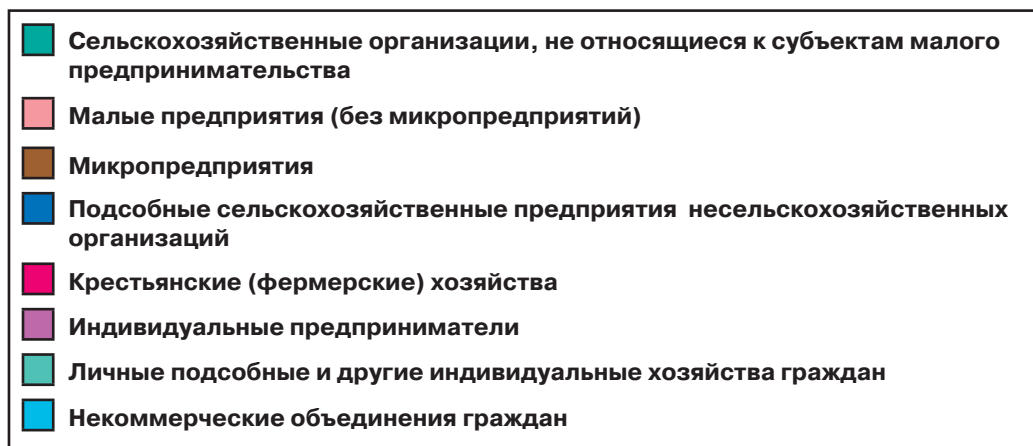 Сельскохозяйственные организации, не относящиеся к субъектам малого
предпринимательства
Малые предприятия (без микропредприятий)
Микропредприятия
Подсобные сельскохозяйственные предприятия несельскохозяйственных
организаций
Крестьянские (фермерские) хозяйства
Индивидуальные предприниматели
Личные подсобные и другие индивидуальные хозяйства граждан
Некоммерческие объединения граждан